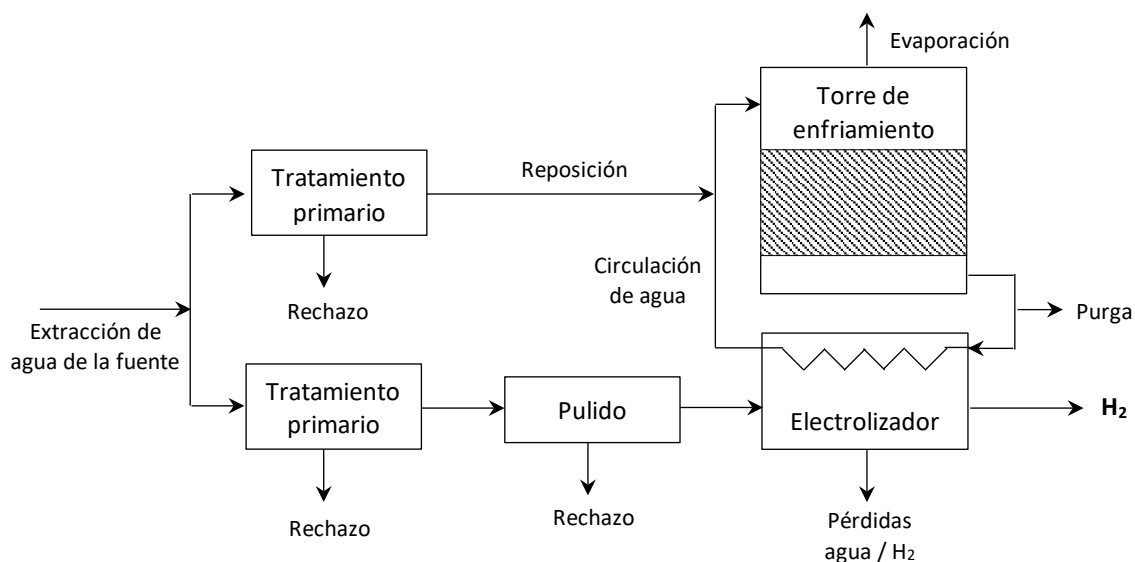 Evaporación
Torre de
enfriamiento
Tratamiento
primario
Reposición
Rechazo
Circulación
de agua
Extracción de
agua de la fuente
Purga
Tratamiento
primario
Pulido
Electrolizador
H₂
Rechazo
Rechazo
Pérdidas
agua / H₂